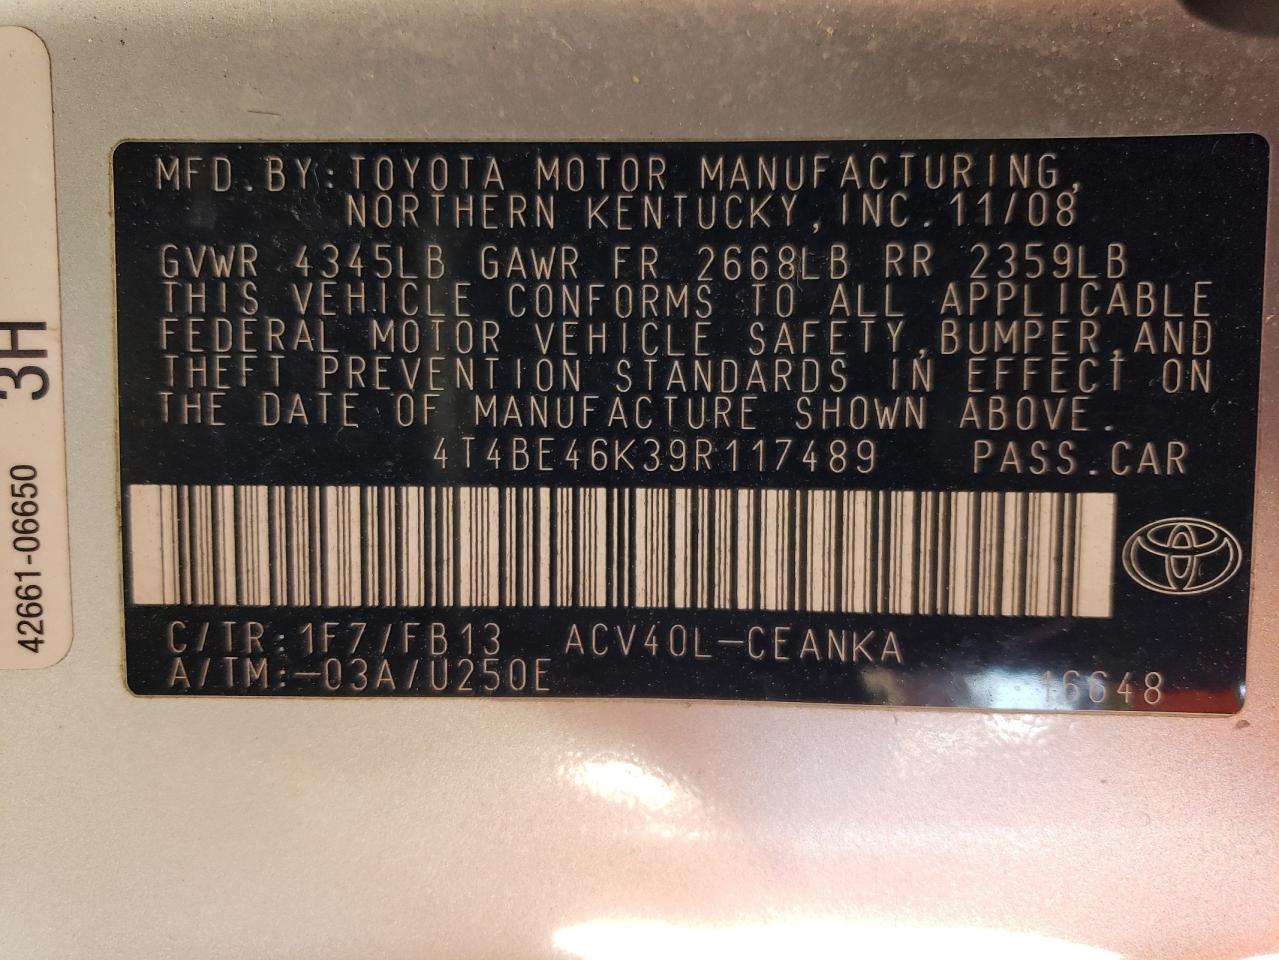 MFD.BY:TOYOTA MOTOR MANUFACTURING,
NORTHERN KENTUCKY,INC.11/08
GVWR 4345LB GAWR FR 2668LB RR 2359LB
THIS VEHICLE CONFORMS TO ALL APPLICABLE
FEDERAL MOTOR VEHICLE SAFETY,BUMPER,AND
THEFT PREVENTION STANDARDS IN EFFECT ON
THE DATE OF MANUFACTURE SHOWN ABOVE.
4T4BE46K39R117489 PASS.CAR
C/TR:1F7/FB13 ACV40L-CEANKA
A/TM:-03A/U250E 16648
42661-06650 3H